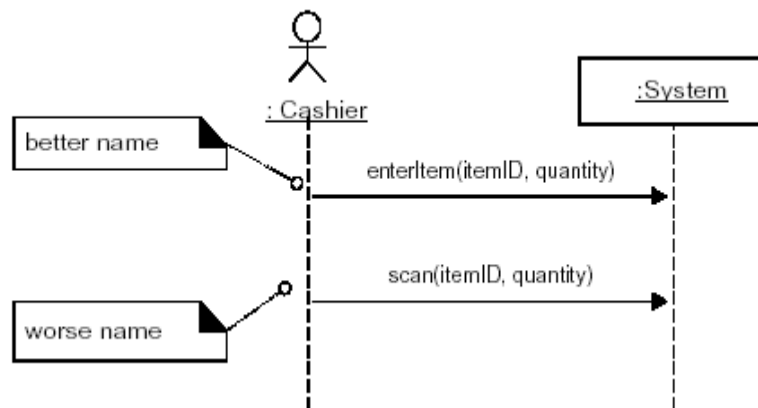 :System
: Cashier
better name
enterItem(itemID, quantity)
scan(itemID, quantity)
worse name